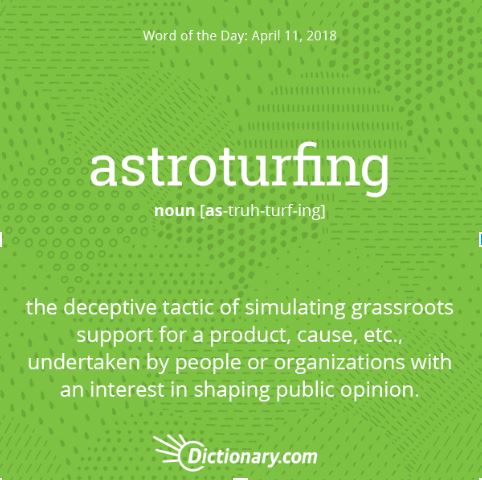 Word of the Day: April 11, 2018
astroturfing
noun [as-truh-turf-ing]
the deceptive tactic of simulating grassroots
support for a product, cause, etc.,
undertaken by people or organizations with
an interest in shaping public opinion.
Dictionary.com